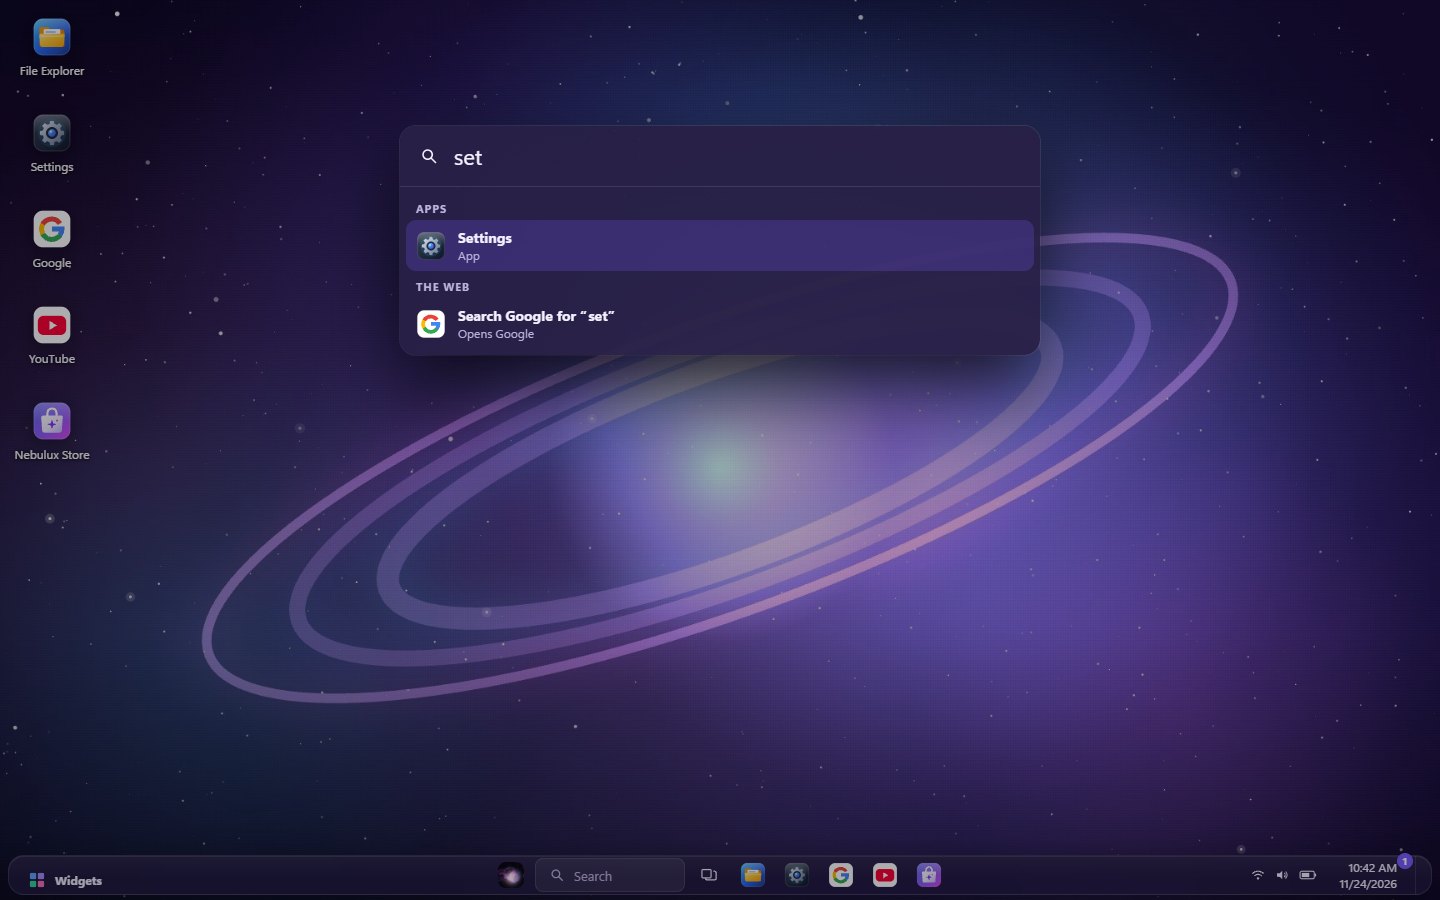 File Explorer
Settings
Google
YouTube
Nebulux Store
set
APPS
Settings
App
THE WEB
Search Google for “set”
Opens Google
Widgets
Search
10:42 AM
11/24/2026
1